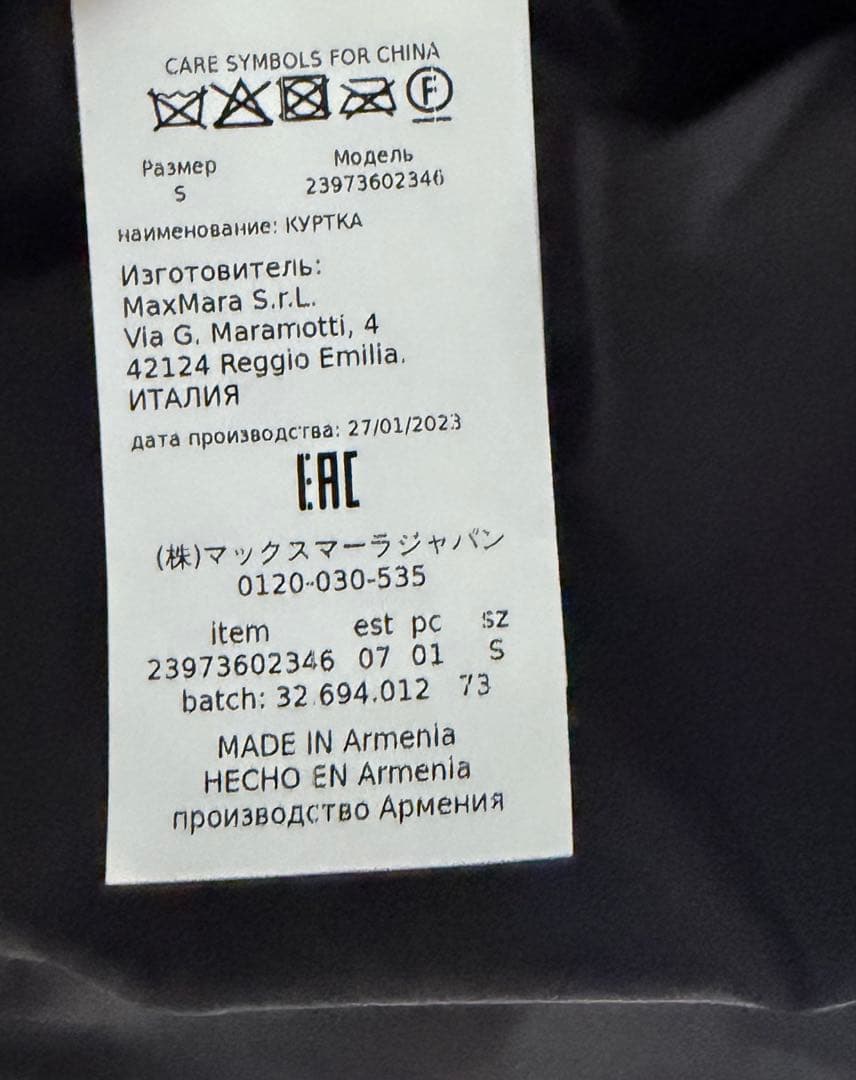 CARE SYMBOLS FOR CHINA
F
Размер Модель
S 23973602346
наименование: КУРТКА
Изготовитель:
MaxMara S.r.L.
Via G. Maramotti, 4
42124 Reggio Emilia.
ИТАЛИЯ
дата производства: 27/01/2023
EAC
(株)マックスマーラジャパン
0120-030-535
item est pc sz
23973602346 07 01 S
batch: 32.694.012 73
MADE IN Armenia
HECHO EN Armenia
производство Армения